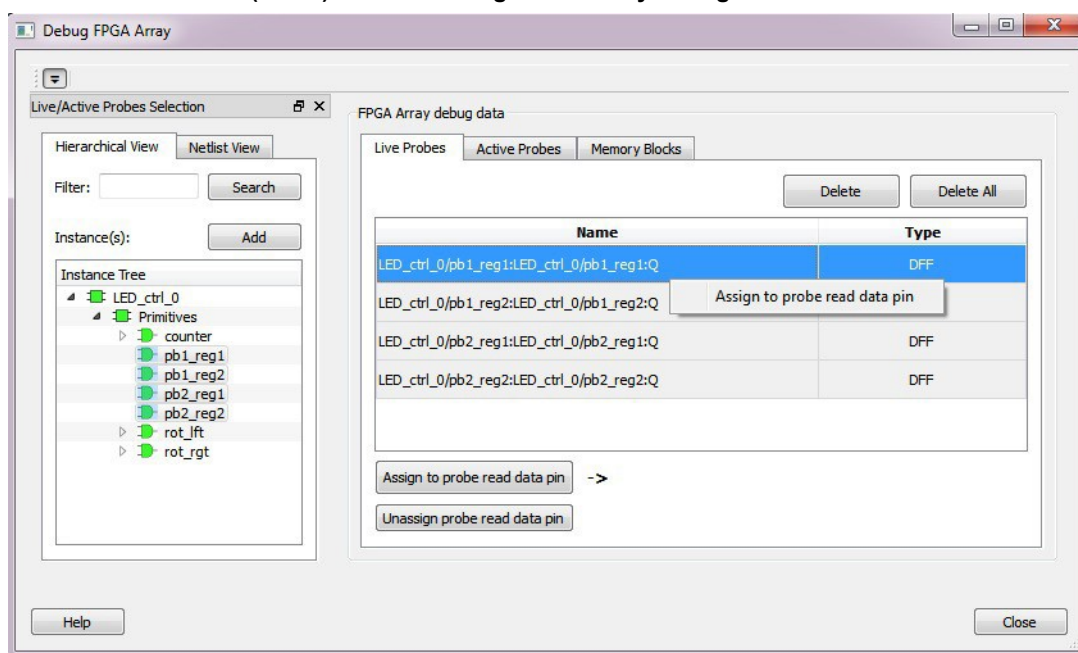 Debug FPGA Array
Live/Active Probes Selection
Hierarchical View Netlist View
Filter: Search
Instance(s): Add
Instance Tree
LED_ctrl_0
Primitives
counter
pb1_reg1
pb1_reg2
pb2_reg1
pb2_reg2
rot_lft
rot_rgt
FPGA Array debug data
Live Probes Active Probes Memory Blocks
Delete Delete All
Name Type
LED_ctrl_0/pb1_reg1:LED_ctrl_0/pb1_reg1:Q DFF
Assign to probe read data pin
LED_ctrl_0/pb1_reg2:LED_ctrl_0/pb1_reg2:Q
LED_ctrl_0/pb2_reg1:LED_ctrl_0/pb2_reg1:Q DFF
LED_ctrl_0/pb2_reg2:LED_ctrl_0/pb2_reg2:Q DFF
Assign to probe read data pin ->
Unassign probe read data pin
Help Close